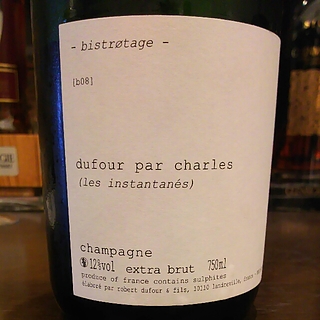 - bistrøtage -
[b08]
dufour par charles
(les instantanés)
champagne
12%vol extra brut 750ml
produce of france contains sulphites
élaboré par robert dufour & fils, 10110 landreville,